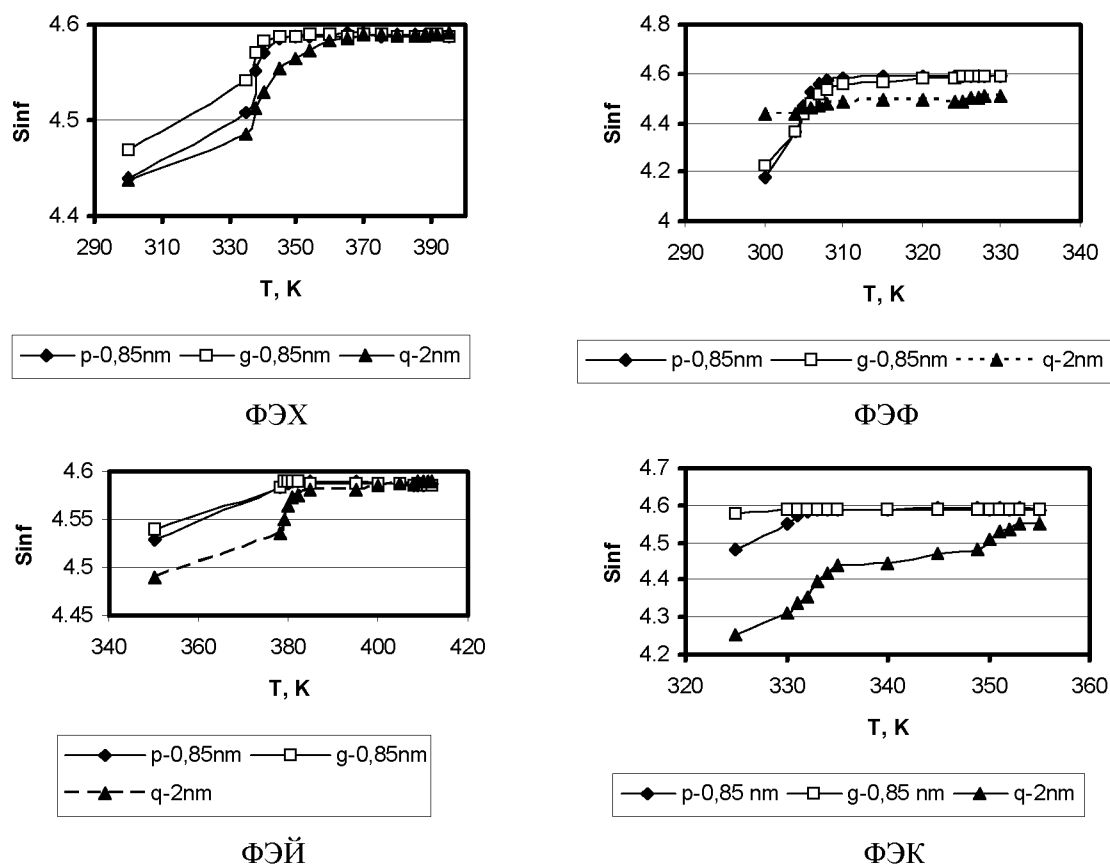 4.6
4.5
4.4
Sinf
290 310 330 350 370 390
T, K
p-0,85nm g-0,85nm q-2nm
ФЭХ
4.8
4.6
4.4
4.2
4
Sinf
290 300 310 320 330 340
T, K
p-0,85nm g-0,85nm q-2nm
ФЭФ
4.6
4.55
4.5
4.45
Sinf
340 360 380 400 420
T, K
p-0,85nm g-0,85nm
q-2nm
ФЭЙ
4.7
4.6
4.5
4.4
4.3
4.2
Sinf
320 330 340 350 360
T, K
p-0,85 nm g-0,85 nm q-2nm
ФЭК